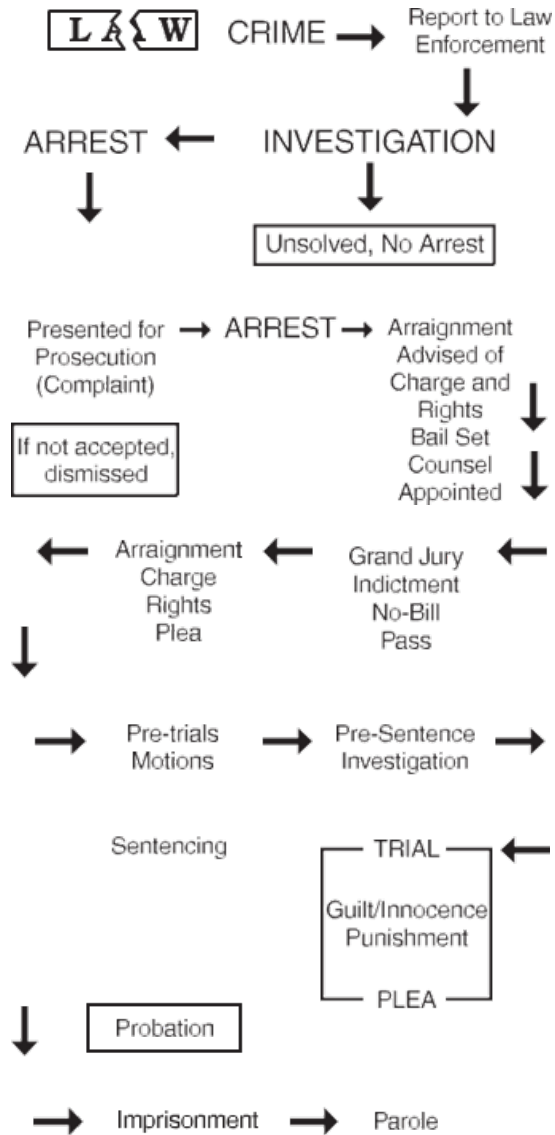 LAW
CRIME
Report to Law
Enforcement
ARREST
INVESTIGATION
Unsolved, No Arrest
Presented for
Prosecution
(Complaint)
ARREST
Arraignment
Advised of
Charge and
Rights
Bail Set
Counsel
Appointed
If not accepted,
dismissed
Arraignment
Charge
Rights
Plea
Grand Jury
Indictment
No-Bill
Pass
Pre-trials
Motions
Pre-Sentence
Investigation
Sentencing
TRIAL
Guilt/Innocence
Punishment
PLEA
Probation
Imprisonment
Parole